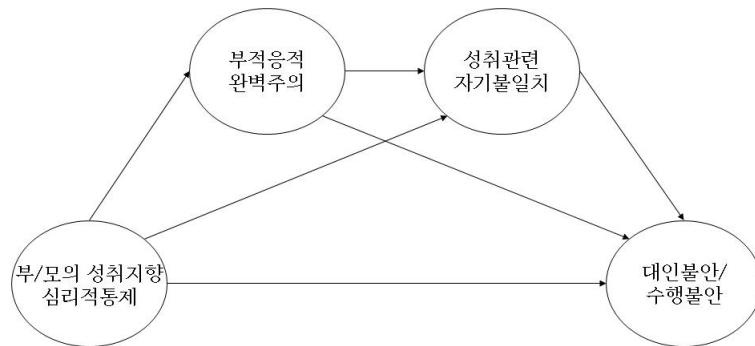 부적응적
완벽주의
성취관련
자기불일치
부/모의 성취지향
심리적통제
대인불안/
수행불안